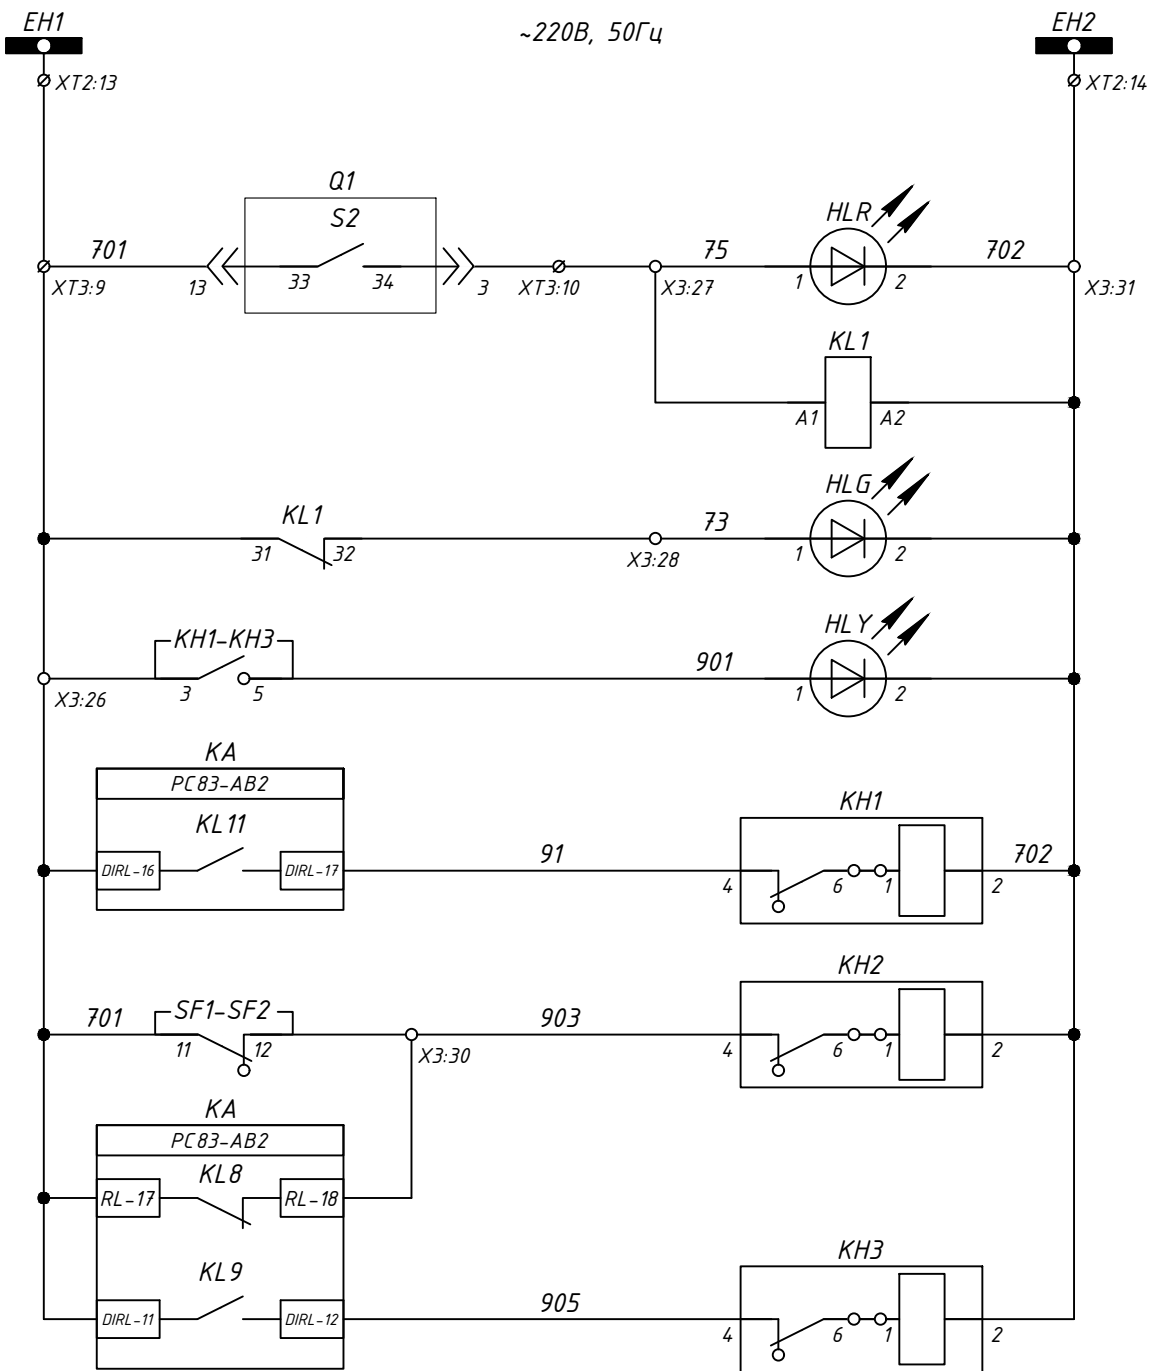 EH1 ~220В, 50Гц EH2
XT2:13 XT2:14
Q1
S2 HLR
701 75 702
XT3:9 13 33 34 3 XT3:10 X3:27 1 2 X3:31
KL1
A1 A2
HLG
KL1 73
31 32 X3:28 1 2
KH1-KH3 HLY
901
X3:26 3 5 1 2
KA
РС83-АВ2
KH1
KL11
91 702
DIRL-16 DIRL-17
4 6 1 2
KH2
701 SF1-SF2 903
11 12 X3:30 4 6 1 2
KA
РС83-АВ2
KL8
RL-17 RL-18
KH3
KL9
905
DIRL-11 DIRL-12
4 6 1 2